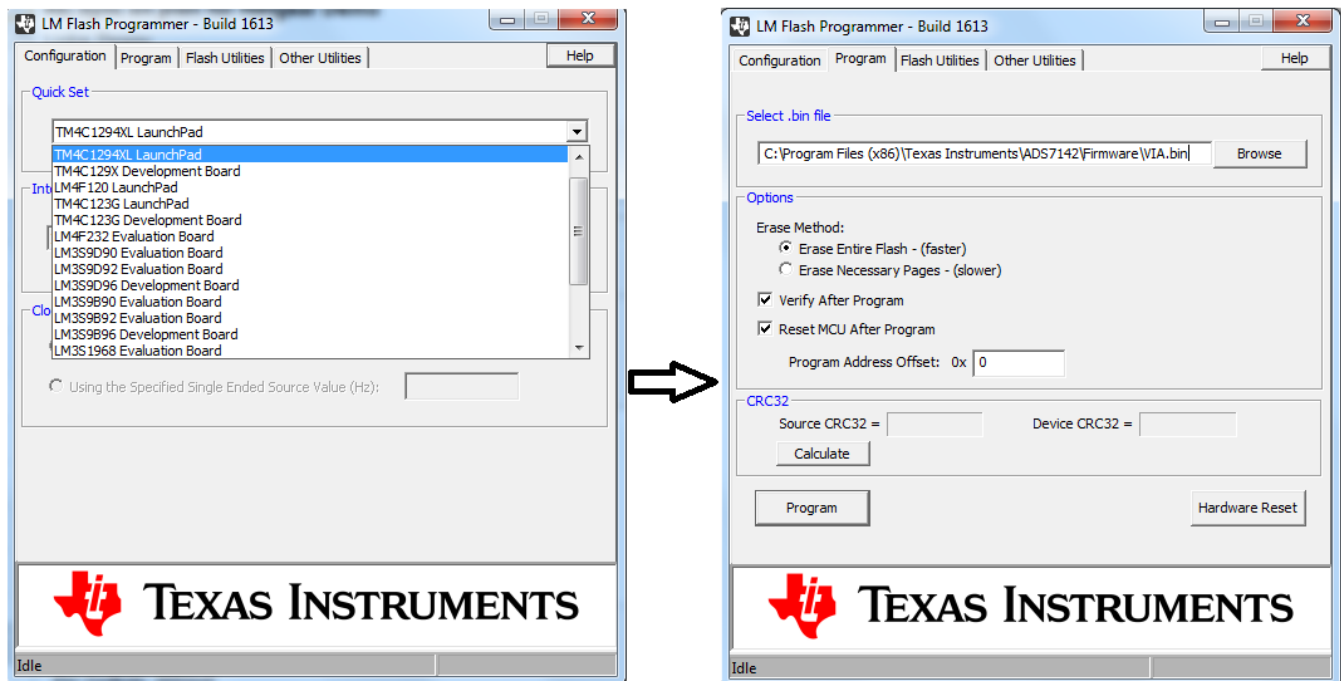 LM Flash Programmer - Build 1613
Configuration Program Flash Utilities Other Utilities Help
Quick Set
TM4C1294XL LaunchPad
TM4C1294XL LaunchPad
TM4C129X Development Board
LM4F120 LaunchPad
TM4C123G LaunchPad
TM4C123G Development Board
LM4F232 Evaluation Board
LM3S9D90 Evaluation Board
LM3S9D92 Evaluation Board
LM3S9D96 Development Board
LM3S9B90 Evaluation Board
LM3S9B92 Evaluation Board
LM3S9B96 Development Board
LM3S1968 Evaluation Board
Inte
Clo
Using the Specified Single Ended Source Value (Hz):
ti TEXAS INSTRUMENTS
Idle
LM Flash Programmer - Build 1613
Configuration Program Flash Utilities Other Utilities Help
Select .bin file
C:\Program Files (x86)\Texas Instruments\ADS7142\Firmware\VIA.bin Browse
Options
Erase Method:
Erase Entire Flash - (faster)
Erase Necessary Pages - (slower)
Verify After Program
Reset MCU After Program
Program Address Offset: 0x 0
CRC32
Source CRC32 = Device CRC32 =
Calculate
Program Hardware Reset
ti TEXAS INSTRUMENTS
Idle